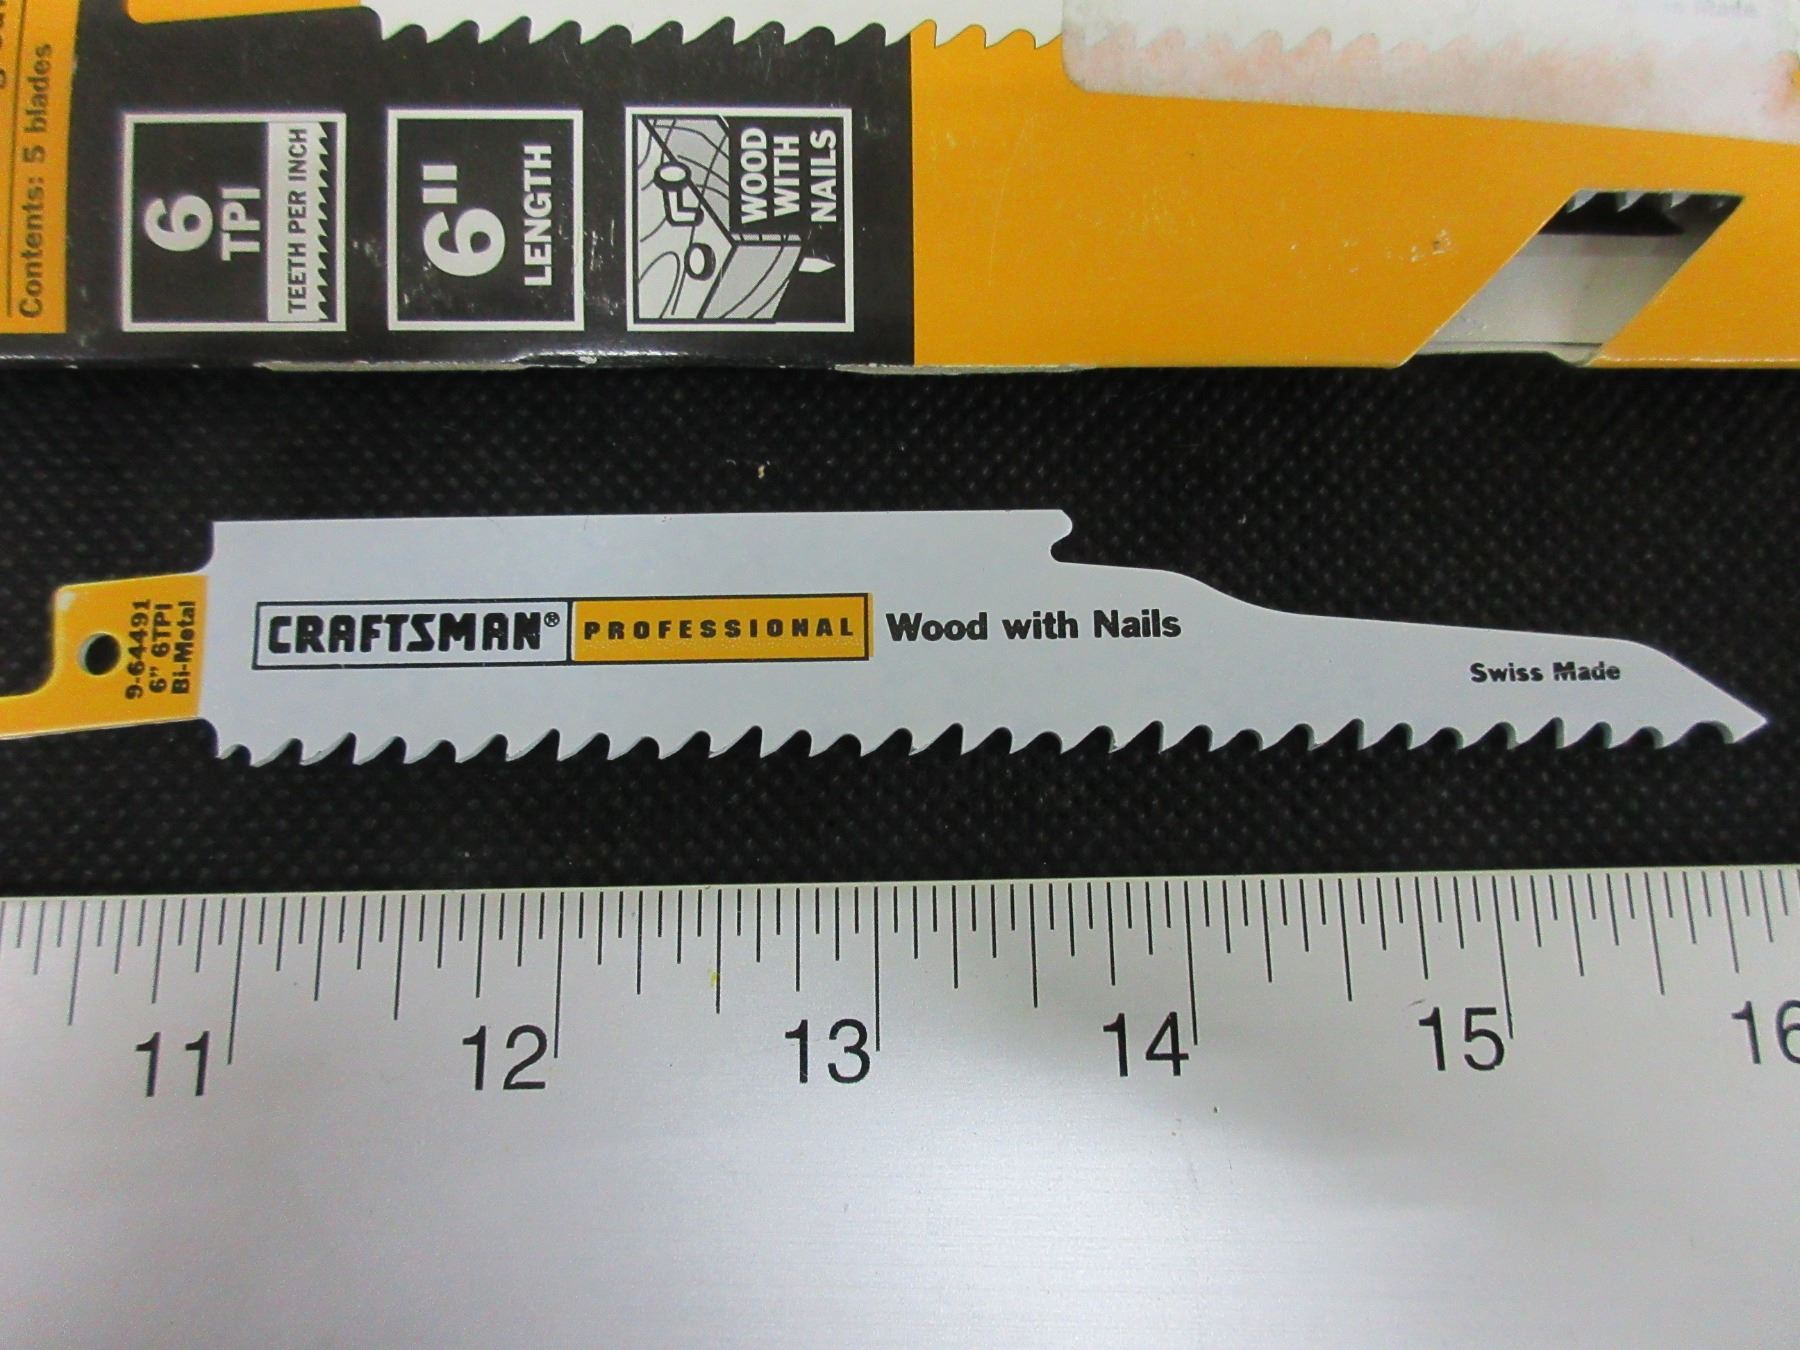 Contents: 5 blades
6
TPI
TEETH PER INCH
6"
LENGTH
WOOD
WITH
NAILS
9-64491
6" 6TPI
Bi-Metal
CRAFTSMAN® PROFESSIONAL Wood with Nails
Swiss Made
11 12 13 14 15 16